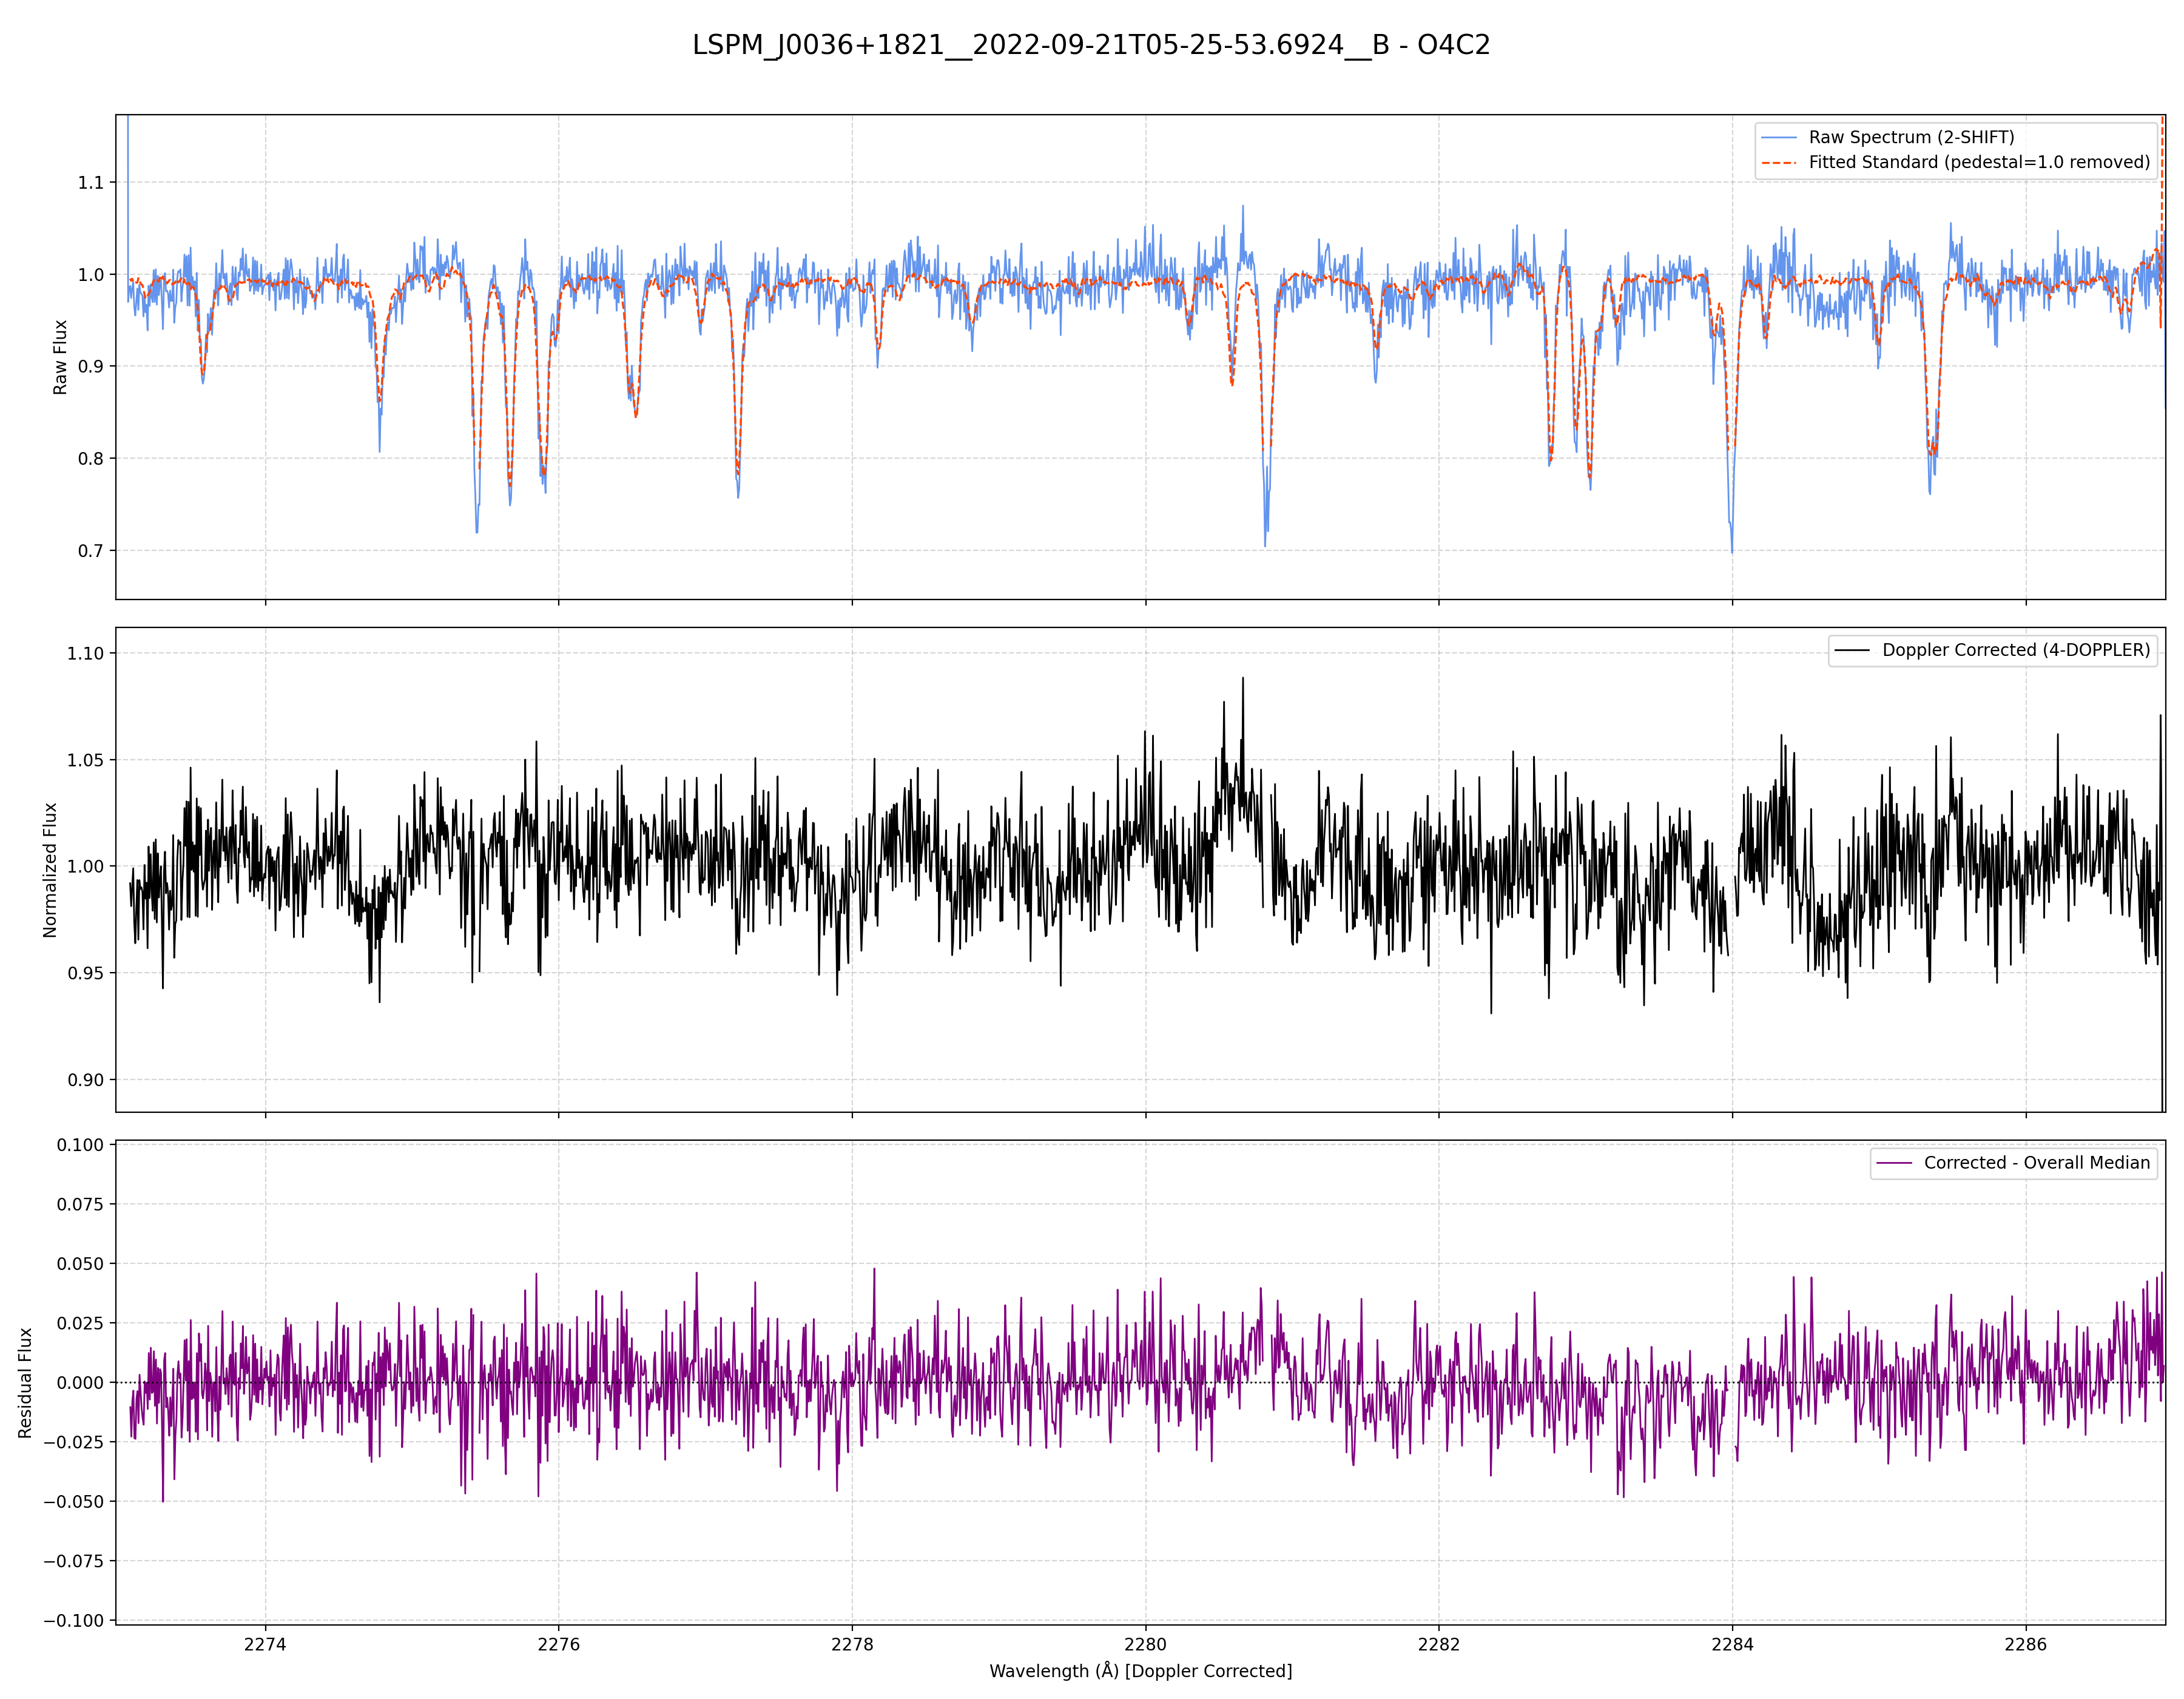 LSPM_J0036+1821__2022-09-21T05-25-53.6924__B - O4C2
Raw Spectrum (2-SHIFT)
Fitted Standard (pedestal=1.0 removed)
Raw Flux
1.1
1.0
0.9
0.8
0.7
Doppler Corrected (4-DOPPLER)
Normalized Flux
1.10
1.05
1.00
0.95
0.90
Corrected - Overall Median
Residual Flux
0.100
0.075
0.050
0.025
0.000
−0.025
−0.050
−0.075
−0.100
2274 2276 2278 2280 2282 2284 2286
Wavelength (Å) [Doppler Corrected]